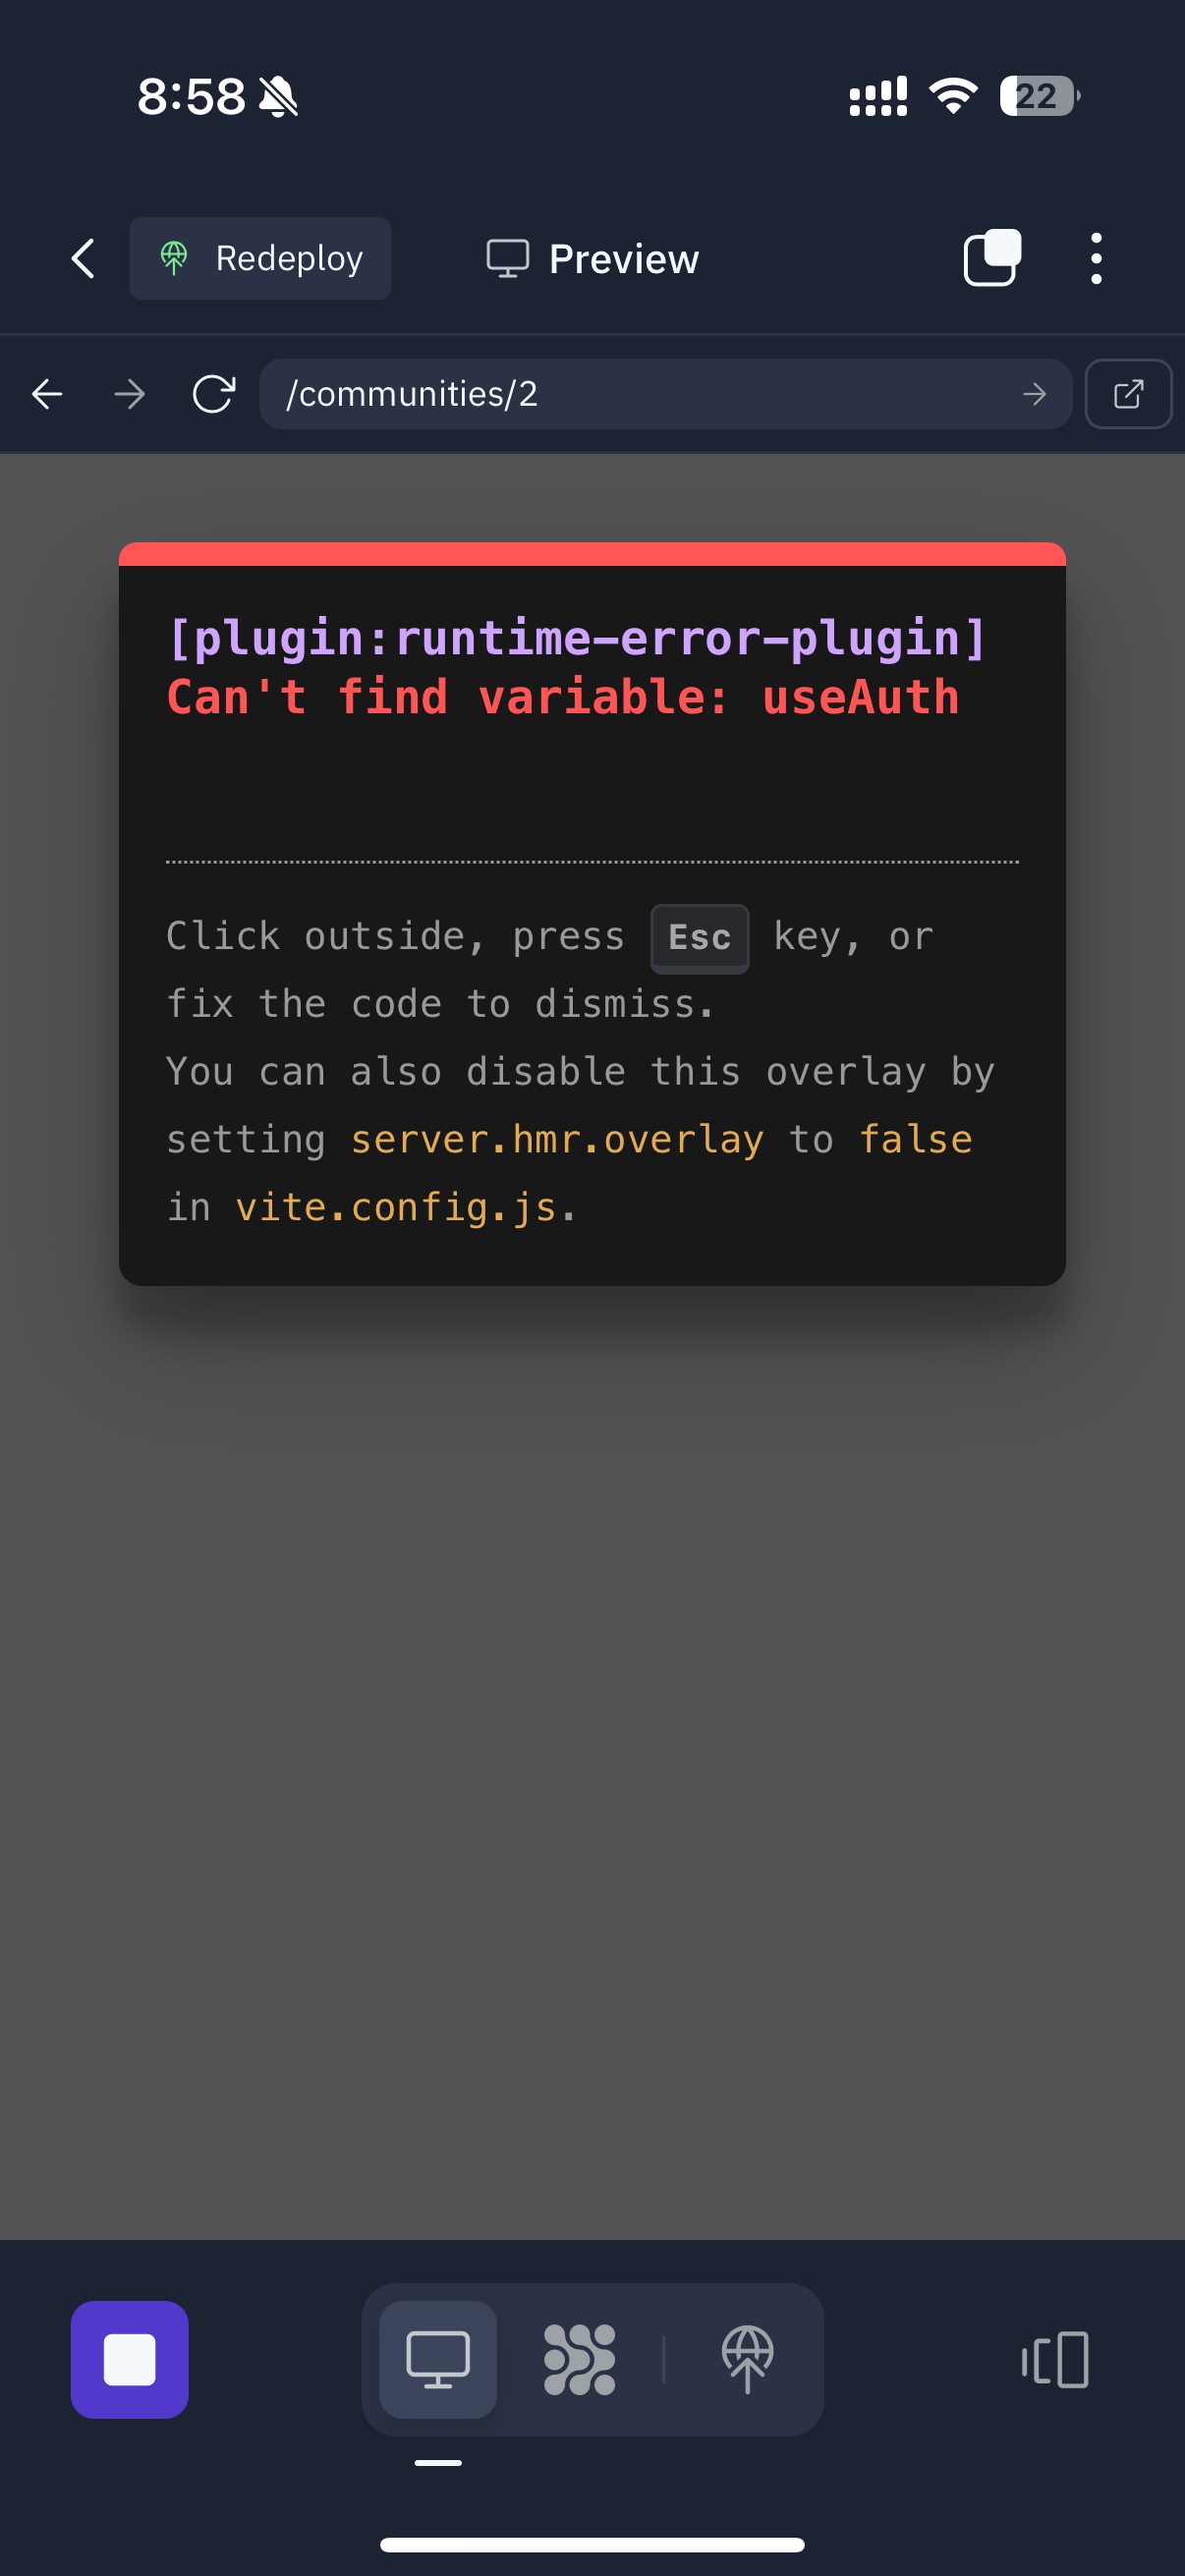 8:58
22
Redeploy
Preview
/communities/2
[plugin:runtime-error-plugin]
Can't find variable: useAuth
Click outside, press Esc key, or
fix the code to dismiss.
You can also disable this overlay by
setting server.hmr.overlay to false
in vite.config.js.